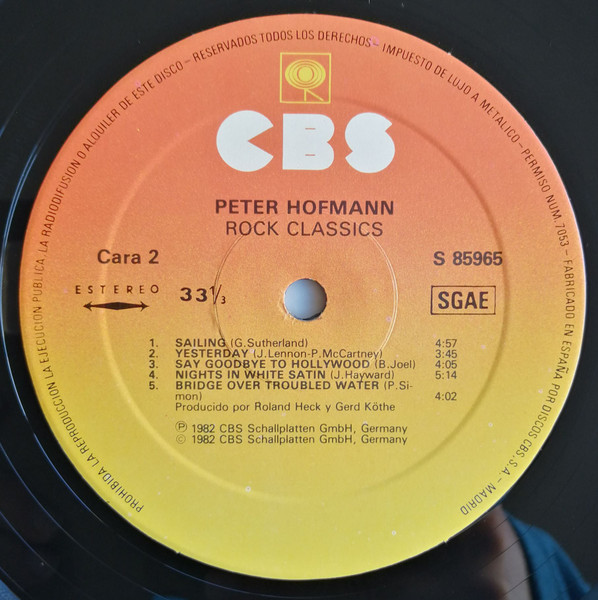 PROHIBIDA LA REPRODUCCION LA EJECUCION PUBLICA LA RADIODIFUSION O ALQUILER DE ESTE DISCO – RESERVADOS TODOS LOS DERECHOS – IMPUESTO DE LUJO A METALICO – PERMISO NUM. 7053 – FABRICADO EN ESPAÑA POR DISCOS CBS. S.A. – MADRID
CBS
PETER HOFMANN
ROCK CLASSICS
Cara 2
S 85965
ESTEREO
33⅓
SGAE
1. SAILING (G.Sutherland) 4:57
2. YESTERDAY (J.Lennon-P.McCartney) 3:45
3. SAY GOODBYE TO HOLLYWOOD (B.Joel) 4:05
4. NIGHTS IN WHITE SATIN (J.Hayward) 5:14
5. BRIDGE OVER TROUBLED WATER (P.Si-
mon) 4:02
Producido por Roland Heck y Gerd Köthe
Ⓟ 1982 CBS Schallplatten GmbH, Germany
© 1982 CBS Schallplatten GmbH, Germany